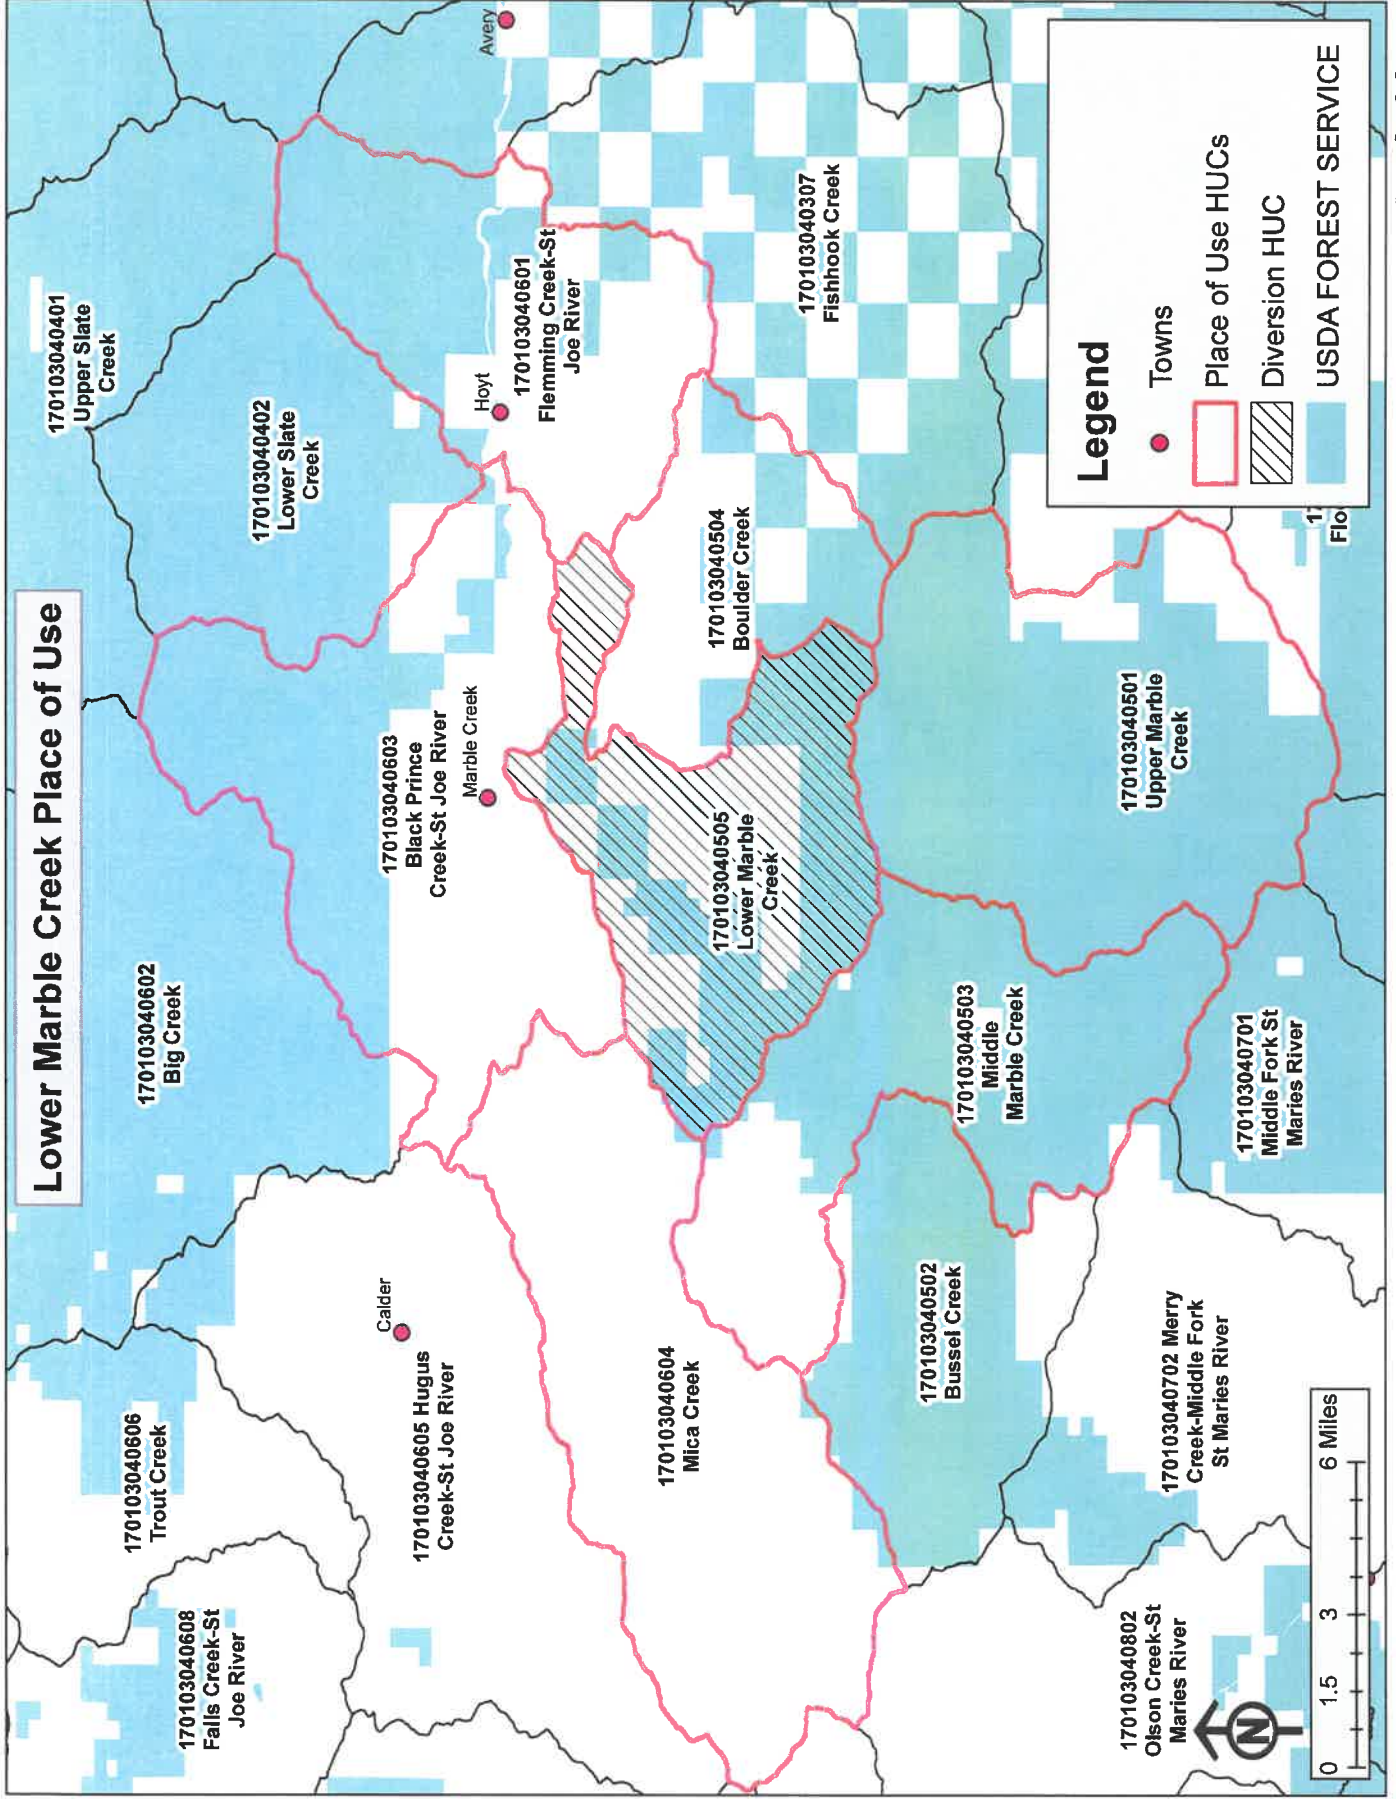 Lower Marble Creek Place of Use
170103040401
Upper Slate
Creek
170103040402
Lower Slate
Creek
170103040602
Big Creek
170103040606
Trout Creek
170103040608
Falls Creek-St
Joe River
Avery
Hoyt
170103040601
Flemming Creek-St
Joe River
Marble Creek
170103040603
Black Prince
Creek-St Joe River
Calder
170103040605 Hugus
Creek-St Joe River
170103040307
Fishhook Creek
170103040504
Boulder Creek
170103040505
Lower Marble
Creek
170103040604
Mica Creek
170103040501
Upper Marble
Creek
170103040503
Middle
Marble Creek
170103040502
Bussel Creek
170103040701
Middle Fork St
Maries River
170103040702 Merry
Creek-Middle Fork
St Maries River
170103040802
Olson Creek-St
Maries River
17
Flo
Legend
Towns
Place of Use HUCs
Diversion HUC
USDA FOREST SERVICE
N
0 1.5 3 6 Miles